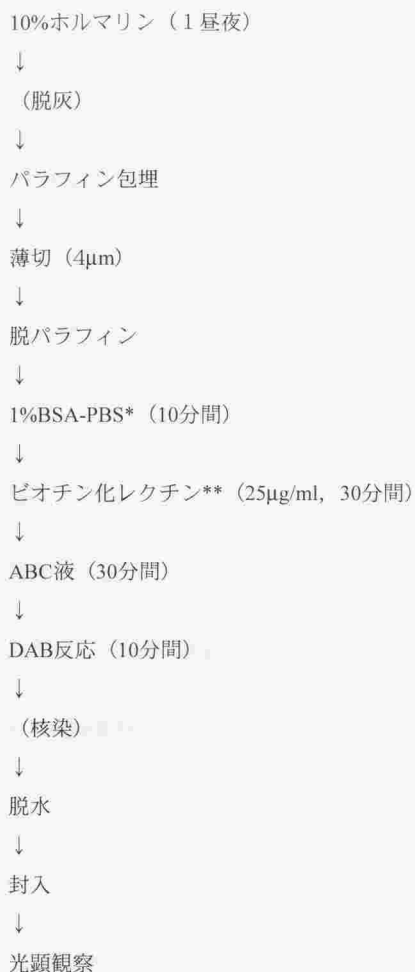 10%ホルマリン（１昼夜）
↓
（脱灰）
↓
パラフィン包埋
↓
薄切（4μm）
↓
脱パラフィン
↓
1%BSA-PBS*（10分間）
↓
ビオチン化レクチン**（25μg/ml，30分間）
↓
ABC液（30分間）
↓
DAB反応（10分間）
↓
（核染）
↓
脱水
↓
封入
↓
光顕観察